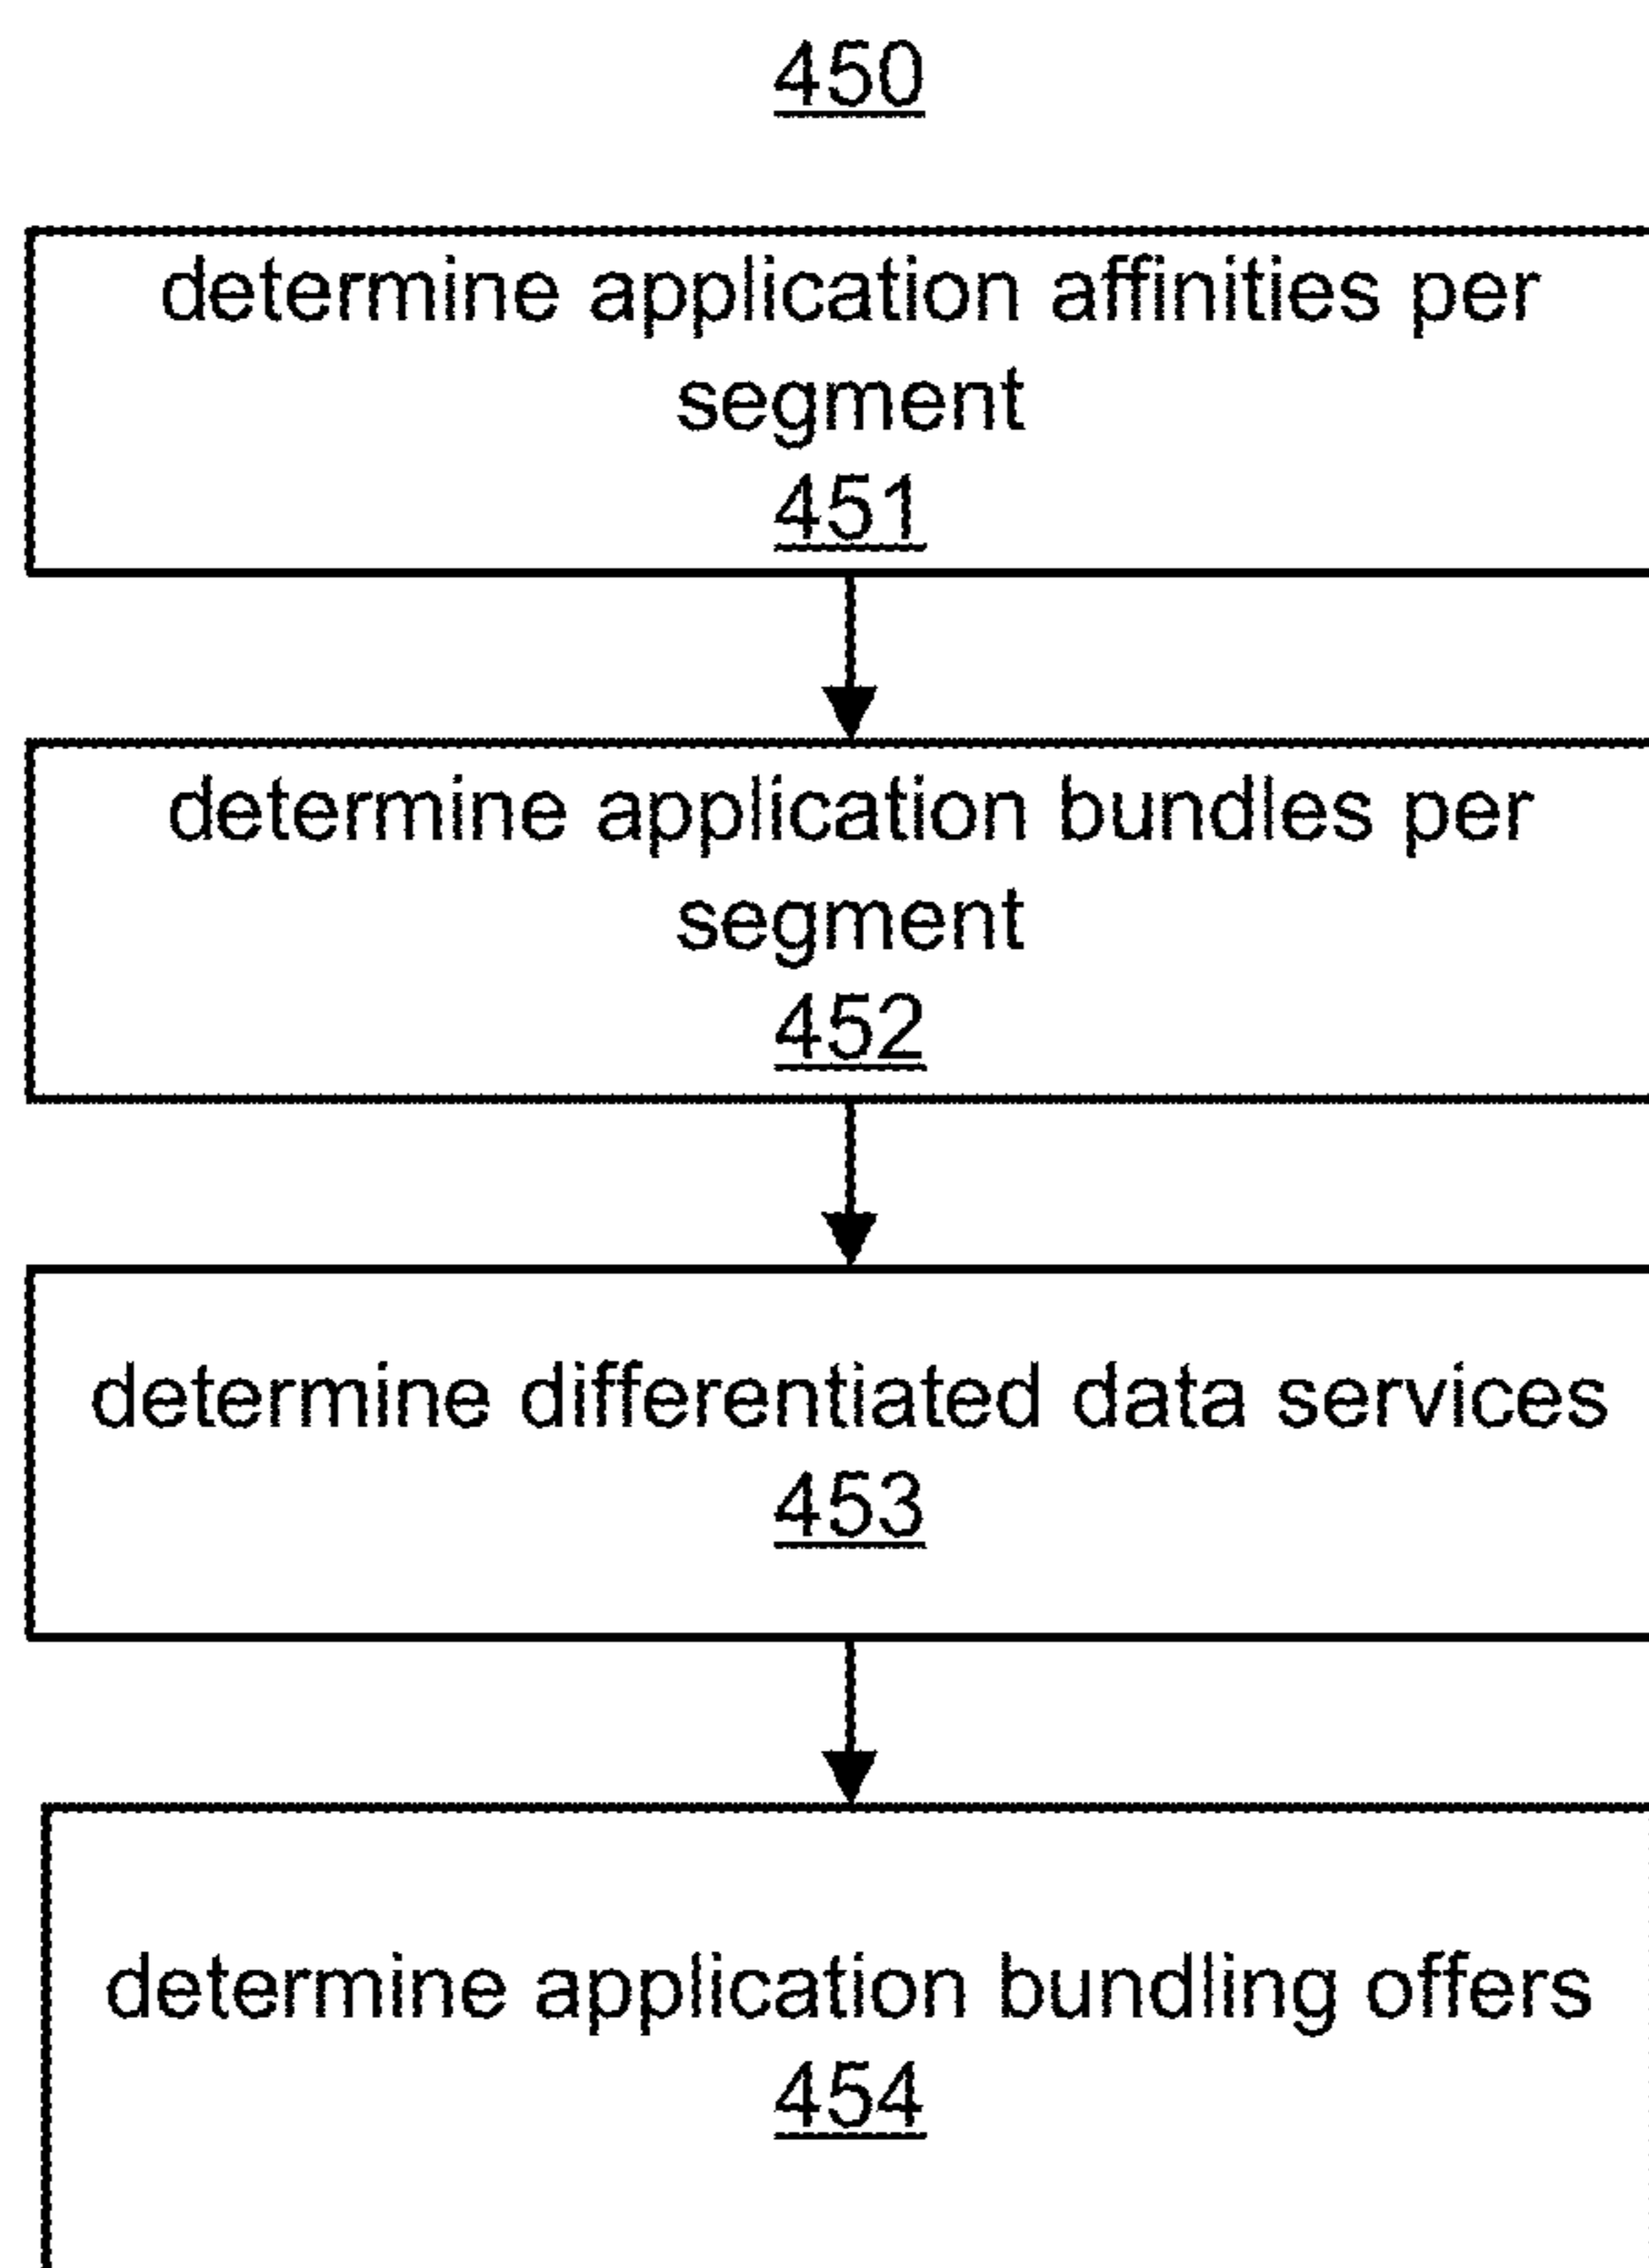 450
determine application affinities per
segment
451
determine application bundles per
segment
452
determine differentiated data services
453
determine application bundling offers
454